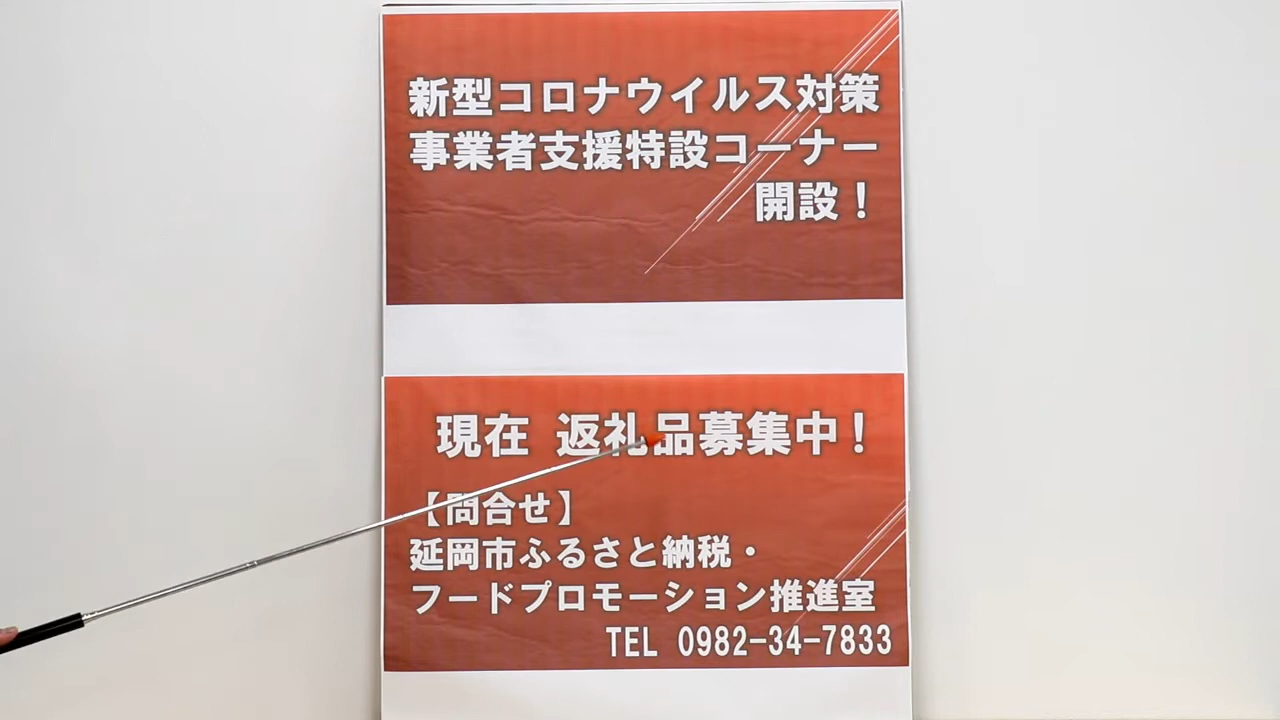 新型コロナウイルス対策
事業者支援特設コーナー
開設！
現在 返礼品募集中！
【問合せ】
延岡市ふるさと納税・
フードプロモーション推進室
TEL 0982-34-7833